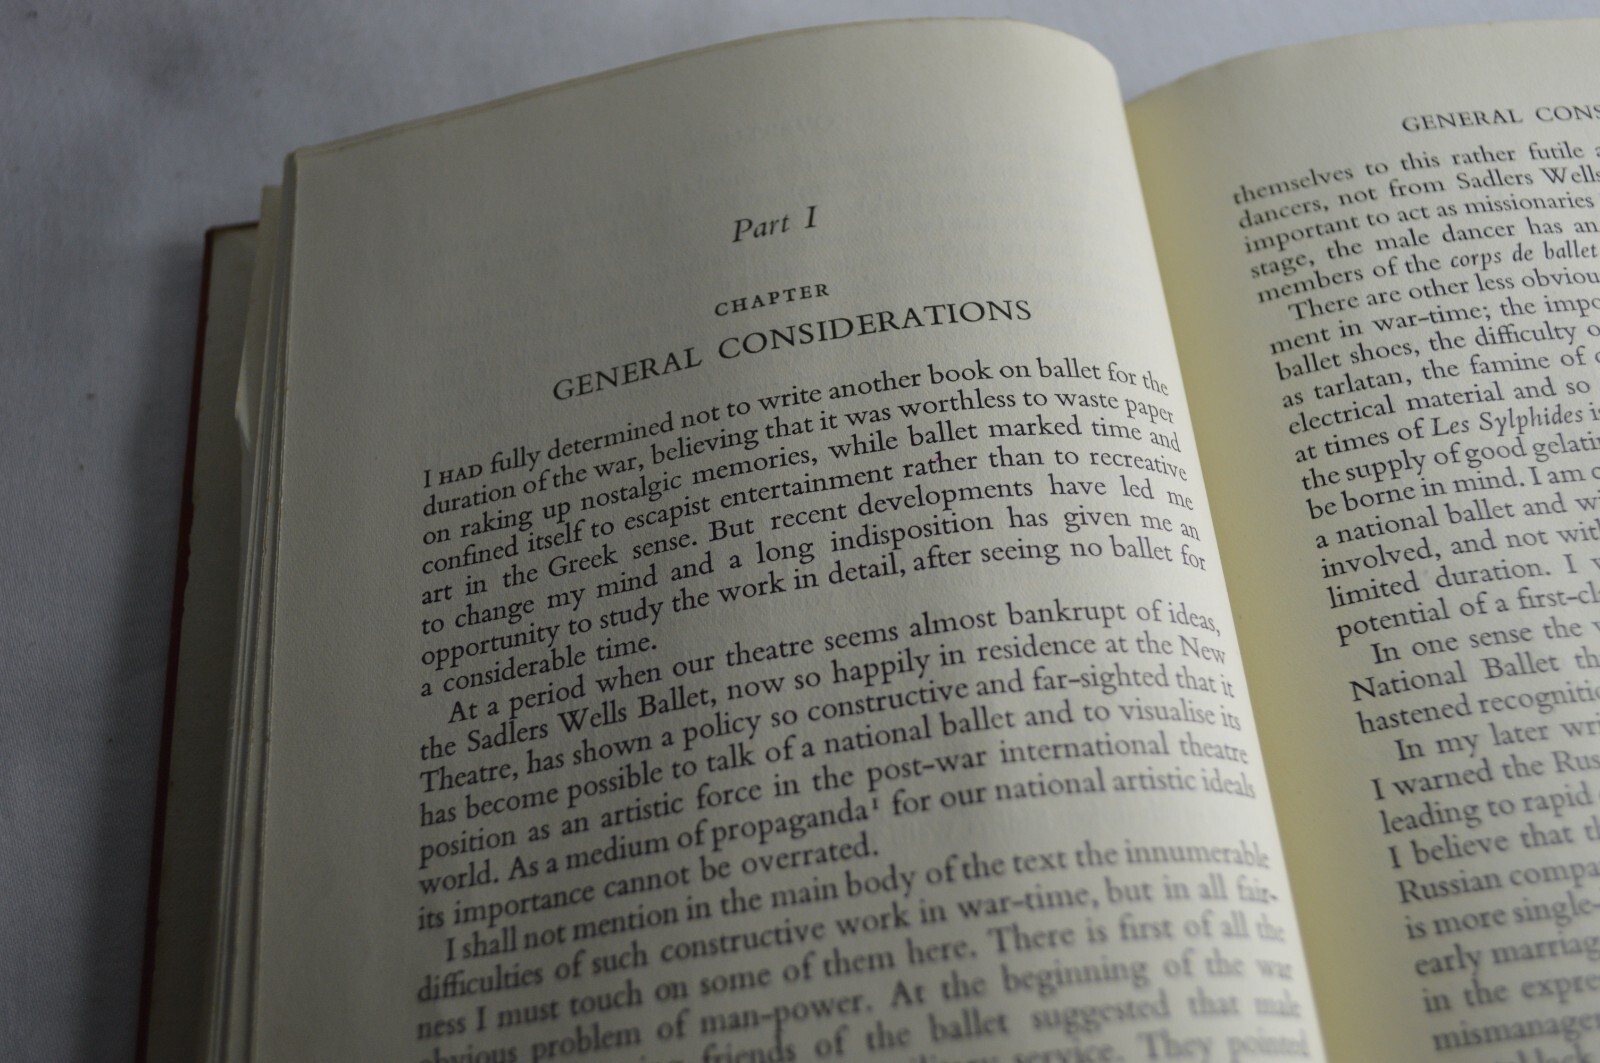 Part I
CHAPTER
GENERAL CONSIDERATIONS
I HAD fully determined not to write another book on ballet for the
duration of the war, believing that it was worthless to waste paper
on raking up nostalgic memories, while ballet marked time and
confined itself to escapist entertainment rather than to recreative
art in the Greek sense. But recent developments have led me
to change my mind and a long indisposition has given me an
opportunity to study the work in detail, after seeing no ballet for
a considerable time.
At a period when our theatre seems almost bankrupt of ideas,
the Sadlers Wells Ballet, now so happily in residence at the New
Theatre, has shown a policy so constructive and far-sighted that it
has become possible to talk of a national ballet and to visualise its
position as an artistic force in the post-war international theatre
world. As a medium of propaganda¹ for our national artistic ideals
its importance cannot be overrated.
I shall not mention in the main body of the text the innumerable
difficulties of such constructive work in war-time, but in all fair-
ness I must touch on some of them here. There is first of all the
obvious problem of man-power. At the beginning of the war
friends of the ballet suggested that male
service. They pointed
GENERAL CONS
themselves to this rather futile
dancers, not from Sadlers Wells
important to act as missionaries
stage, the male dancer has an
members of the corps de ballet
There are other less obviou
ment in war-time; the impo
ballet shoes, the difficulty o
as tarlatan, the famine of
electrical material and so
at times of Les Sylphides is
the supply of good gelati
be borne in mind. I am
a national ballet and wi
involved, and not with
limited duration. I
potential of a first-cl
In one sense the
National Ballet th
hastened recogniti
In my later wri
I warned the Rus
leading to rapid
I believe that th
Russian compa
is more single-
early marriag
in the expre
mismanage